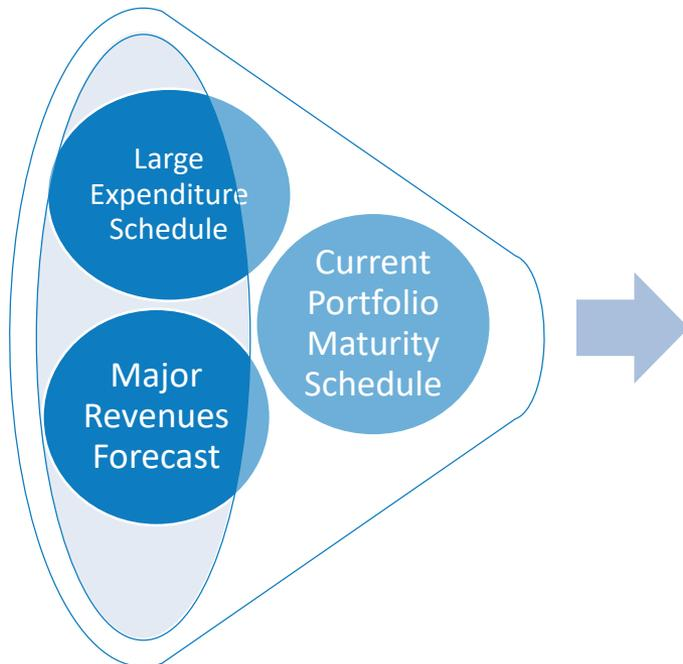 Large
Expenditure
Schedule
Current
Portfolio
Maturity
Schedule
Major
Revenues
Forecast